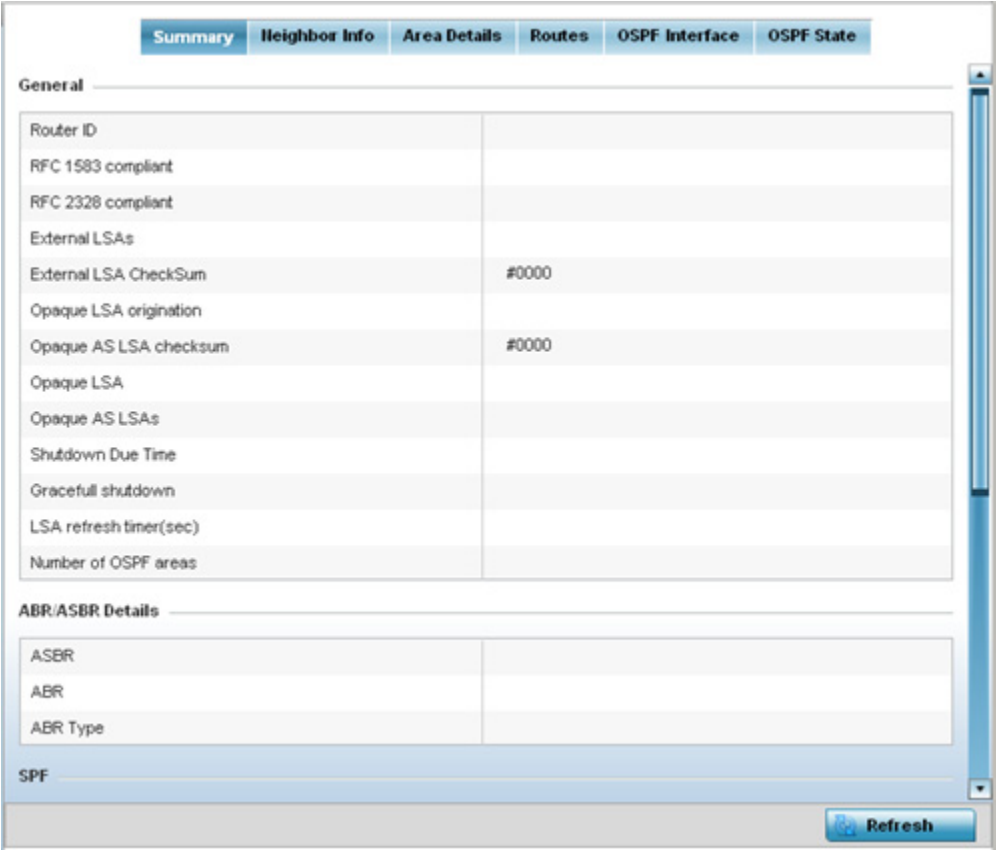 Summary Neighbor Info Area Details Routes OSPF Interface OSPF State
General
Router ID
RFC 1583 compliant
RFC 2328 compliant
External LSAs
External LSA CheckSum #0000
Opaque LSA origination
Opaque AS LSA checksum #0000
Opaque LSA
Opaque AS LSAs
Shutdown Due Time
Gracefull shutdown
LSA refresh timer(sec)
Number of OSPF areas
ABR/ASBR Details
ASBR
ABR
ABR Type
SPF
Refresh